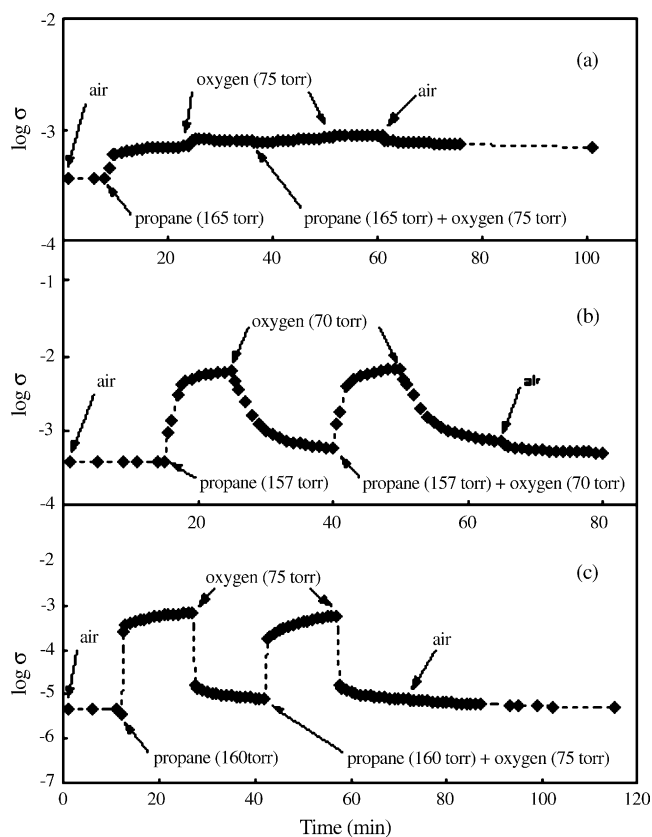 -2
(a)
oxygen (75 torr)
air
air
log σ
-3
propane (165 torr)
propane (165 torr) + oxygen (75 torr)
-4
20
40
60
80
100
-1
(b)
oxygen (70 torr)
-2
air
air
log σ
-3
propane (157 torr)
propane (157 torr) + oxygen (70 torr)
-4
20
40
60
80
-2
(c)
oxygen (75 torr)
-3
air
air
-4
log σ
-5
-6
propane (160torr)
propane (160 torr) + oxygen (75 torr)
-7
0
20
40
60
80
100
120
Time (min)